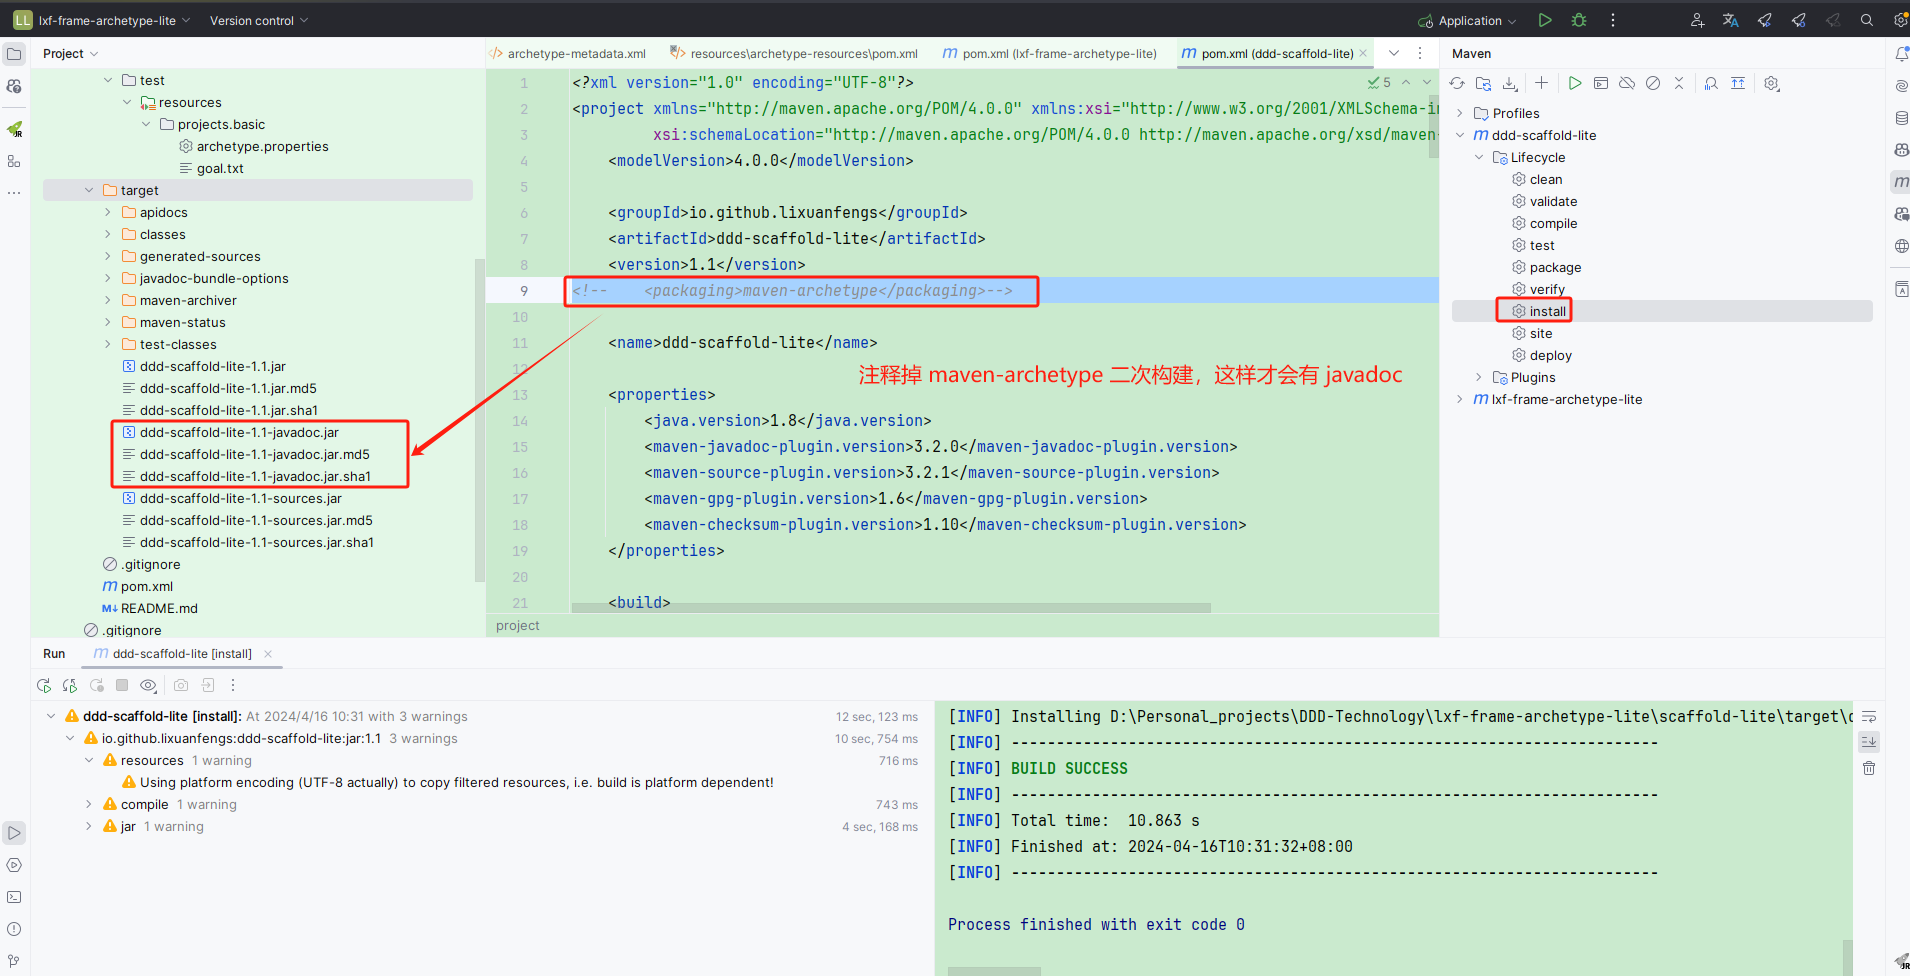 LL lxf-frame-archetype-lite Version control Application
Project
archetype-metadata.xml resources\archetype-resources\pom.xml pom.xml (lxf-frame-archetype-lite) pom.xml (ddd-scaffold-lite)
Maven
test
resources
projects.basic
archetype.properties
goal.txt
target
apidocs
classes
generated-sources
javadoc-bundle-options
maven-archiver
maven-status
test-classes
ddd-scaffold-lite-1.1.jar
ddd-scaffold-lite-1.1.jar.md5
ddd-scaffold-lite-1.1.jar.sha1
ddd-scaffold-lite-1.1-javadoc.jar
ddd-scaffold-lite-1.1-javadoc.jar.md5
ddd-scaffold-lite-1.1-javadoc.jar.sha1
ddd-scaffold-lite-1.1-sources.jar
ddd-scaffold-lite-1.1-sources.jar.md5
ddd-scaffold-lite-1.1-sources.jar.sha1
.gitignore
pom.xml
README.md
.gitignore
5
1 <?xml version="1.0" encoding="UTF-8"?>
2 <project xmlns="http://maven.apache.org/POM/4.0.0" xmlns:xsi="http://www.w3.org/2001/XMLSchema-in
3 xsi:schemaLocation="http://maven.apache.org/POM/4.0.0 http://maven.apache.org/xsd/maven-
4 <modelVersion>4.0.0</modelVersion>
5
6 <groupId>io.github.lixuanfengs</groupId>
7 <artifactId>ddd-scaffold-lite</artifactId>
8 <version>1.1</version>
9 <!-- <packaging>maven-archetype</packaging>-->
10
11 <name>ddd-scaffold-lite</name>
12
注释掉 maven-archetype 二次构建，这样才会有 javadoc
13 <properties>
14 <java.version>1.8</java.version>
15 <maven-javadoc-plugin.version>3.2.0</maven-javadoc-plugin.version>
16 <maven-source-plugin.version>3.2.1</maven-source-plugin.version>
17 <maven-gpg-plugin.version>1.6</maven-gpg-plugin.version>
18 <maven-checksum-plugin.version>1.10</maven-checksum-plugin.version>
19 </properties>
20
21 <build>
project
Profiles
ddd-scaffold-lite
Lifecycle
clean
validate
compile
test
package
verify
install
site
deploy
Plugins
lxf-frame-archetype-lite
Run ddd-scaffold-lite [install]
ddd-scaffold-lite [install]: At 2024/4/16 10:31 with 3 warnings 12 sec, 123 ms
io.github.lixuanfengs:ddd-scaffold-lite:jar:1.1 3 warnings 10 sec, 754 ms
resources 1 warning 716 ms
Using platform encoding (UTF-8 actually) to copy filtered resources, i.e. build is platform dependent!
compile 1 warning 743 ms
jar 1 warning 4 sec, 168 ms
[INFO] Installing D:\Personal_projects\DDD-Technology\lxf-frame-archetype-lite\scaffold-lite\target\d
[INFO] ------------------------------------------------------------------------
[INFO] BUILD SUCCESS
[INFO] ------------------------------------------------------------------------
[INFO] Total time:  10.863 s
[INFO] Finished at: 2024-04-16T10:31:32+08:00
[INFO] ------------------------------------------------------------------------
Process finished with exit code 0